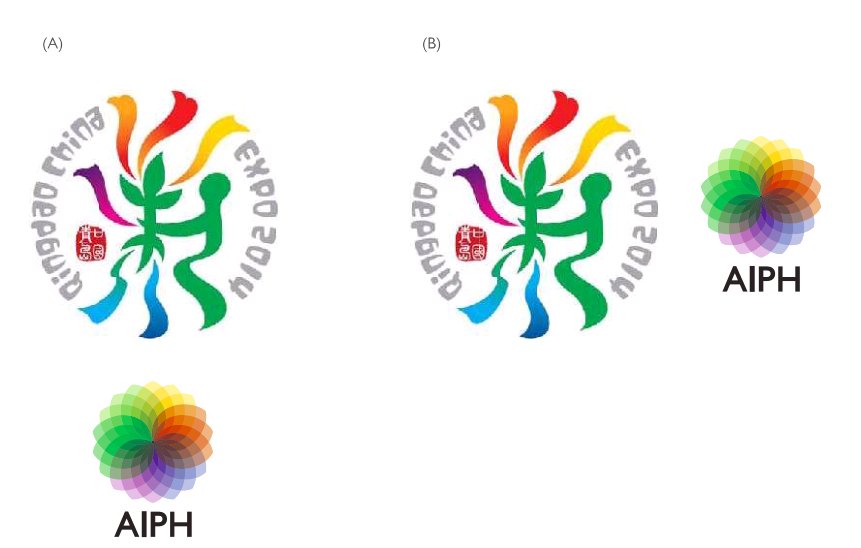 (A)
(B)
Qingdao China
EXPO 2014
Qingdao China
EXPO 2014
AIPH
AIPH